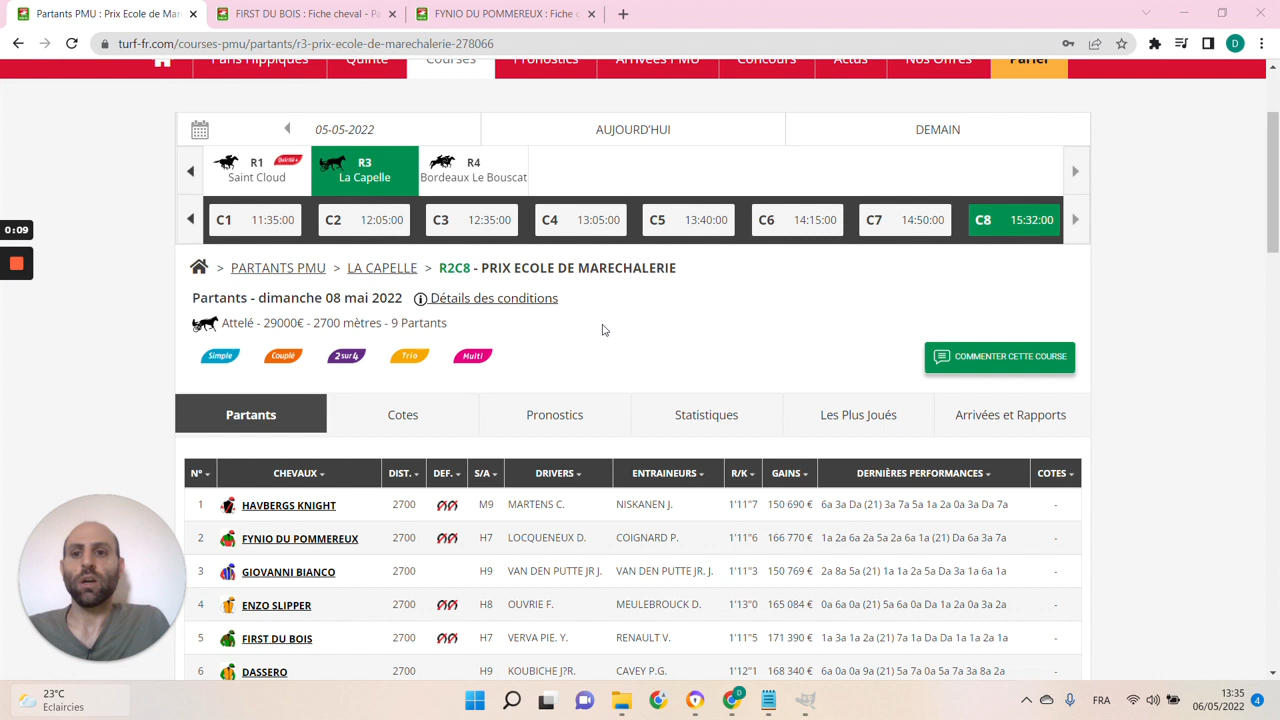 Partants PMU : Prix Ecole de Mar
FIRST DU BOIS : Fiche cheval - Pa
FYNIO DU POMMEREUX : Fiche c
turf-fr.com/courses-pmu/partants/r3-prix-ecole-de-marechalerie-278066
D
Paris Hippiques Quinté Courses Pronostics Arrivées PMU Concours Actus Nos Offres Parier
05-05-2022 AUJOURD'HUI DEMAIN
R1 Quinté+ R3 R4
Saint Cloud La Capelle Bordeaux Le Bouscat
C1 11:35:00 C2 12:05:00 C3 12:35:00 C4 13:05:00 C5 13:40:00 C6 14:15:00 C7 14:50:00 C8 15:32:00
0:09
> PARTANTS PMU > LA CAPELLE > R2C8 - PRIX ECOLE DE MARECHALERIE
Partants - dimanche 08 mai 2022 Détails des conditions
Attelé - 29000€ - 2700 mètres - 9 Partants
Simple Couplé 2sur4 Trio Multi
COMMENTER CETTE COURSE
Partants Cotes Pronostics Statistiques Les Plus Joués Arrivées et Rapports
N° CHEVAUX DIST. DEF. S/A DRIVERS ENTRAINEURS R/K GAINS DERNIÈRES PERFORMANCES COTES
1 HAVBERGS KNIGHT 2700 M9 MARTENS C. NISKANEN J. 1'11"7 150 690 € 6a 3a Da (21) 3a 7a 5a 1a 2a 0a 3a Da 7a -
2 FYNIO DU POMMEREUX 2700 H7 LOCQUENEUX D. COIGNARD P. 1'11"6 166 770 € 1a 2a 6a 2a 5a 2a 6a 1a (21) Da 6a 3a 7a -
3 GIOVANNI BIANCO 2700 H9 VAN DEN PUTTE JR J. VAN DEN PUTTE JR. J. 1'11"3 150 769 € 2a 8a 5a (21) 1a 1a 2a 5a Da 3a 1a 6a 1a -
4 ENZO SLIPPER 2700 H8 OUVRIE F. MEULEBROUCK D. 1'13"0 165 084 € 0a 6a 0a (21) 5a 6a 0a Da 1a 2a 0a 3a 2a -
5 FIRST DU BOIS 2700 H7 VERVA PIE. Y. RENAULT V. 1'11"5 171 390 € 1a 3a 1a 2a (21) 7a 1a Da Da 1a 1a 2a 1a -
6 DASSERO 2700 H9 KOUBICHE J?R. CAVEY P.G. 1'12"1 168 340 € 6a 0a 0a 9a (21) 5a 7a 0a 5a 7a 3a 8a 2a -
23°C
Eclaircies
FRA
13:35
06/05/2022
4